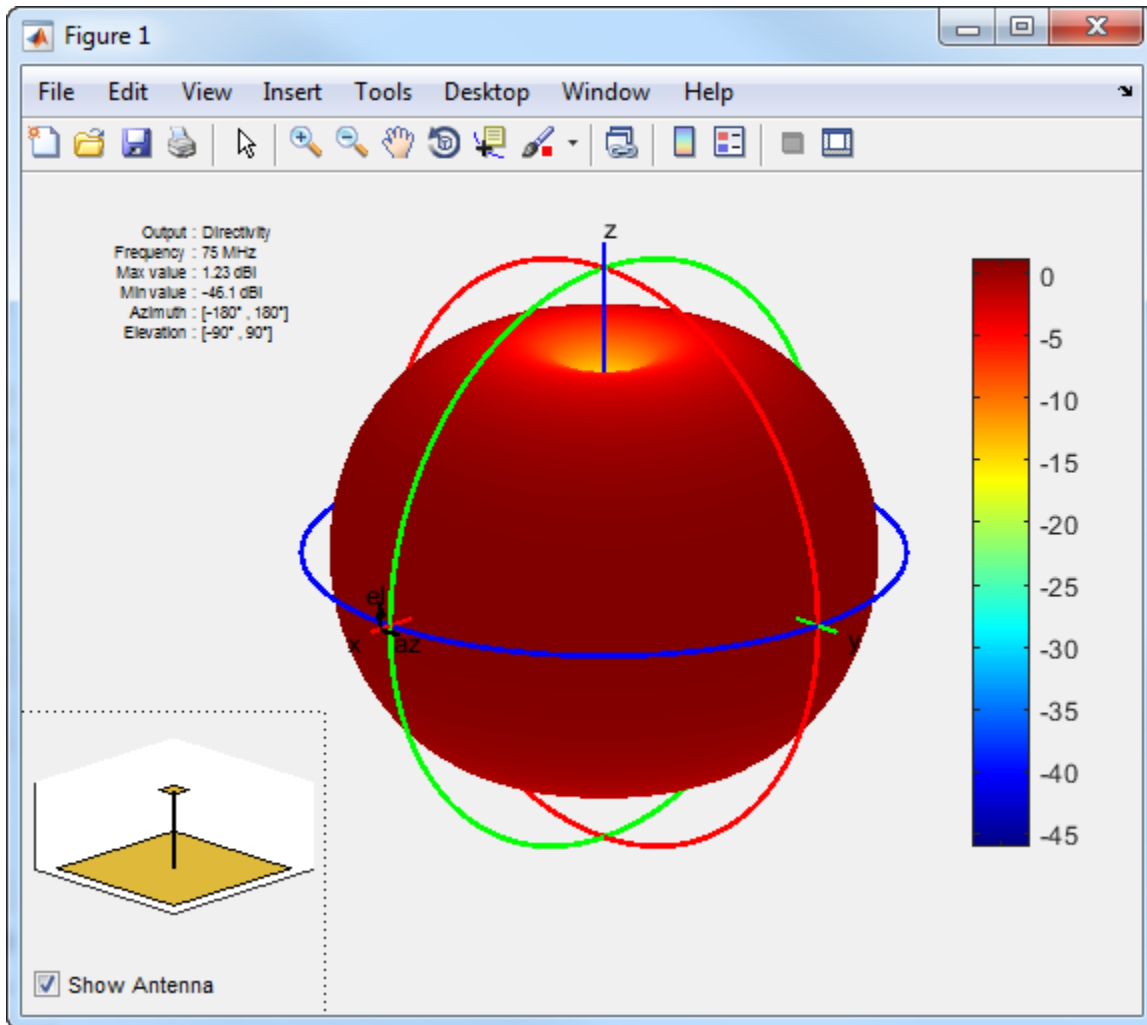 Figure 1
File Edit View Insert Tools Desktop Window Help
Output : Directivity
Frequency : 75 MHz
Max value : 1.23 dBi
Min value : -46.1 dBi
Azimuth : [-180° , 180°]
Elevation : [-90° , 90°]
z
0
-5
-10
-15
-20
-25
-30
-35
-40
-45
el
x
az
y
Show Antenna